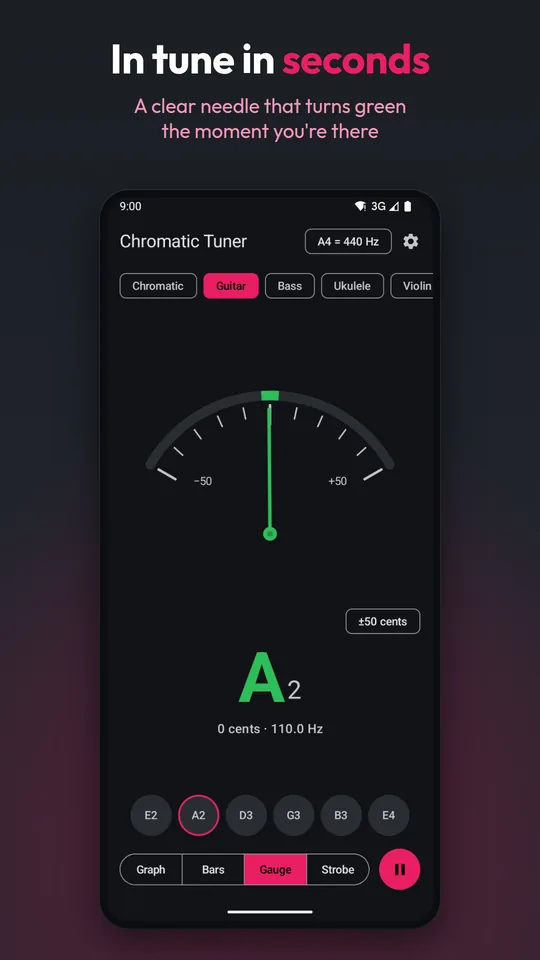 In tune in seconds
A clear needle that turns green
the moment you're there
9:00 3G
Chromatic Tuner A4 = 440 Hz
Chromatic Guitar Bass Ukulele Violin
−50 +50
±50 cents
A2
0 cents · 110.0 Hz
E2 A2 D3 G3 B3 E4
Graph Bars Gauge Strobe